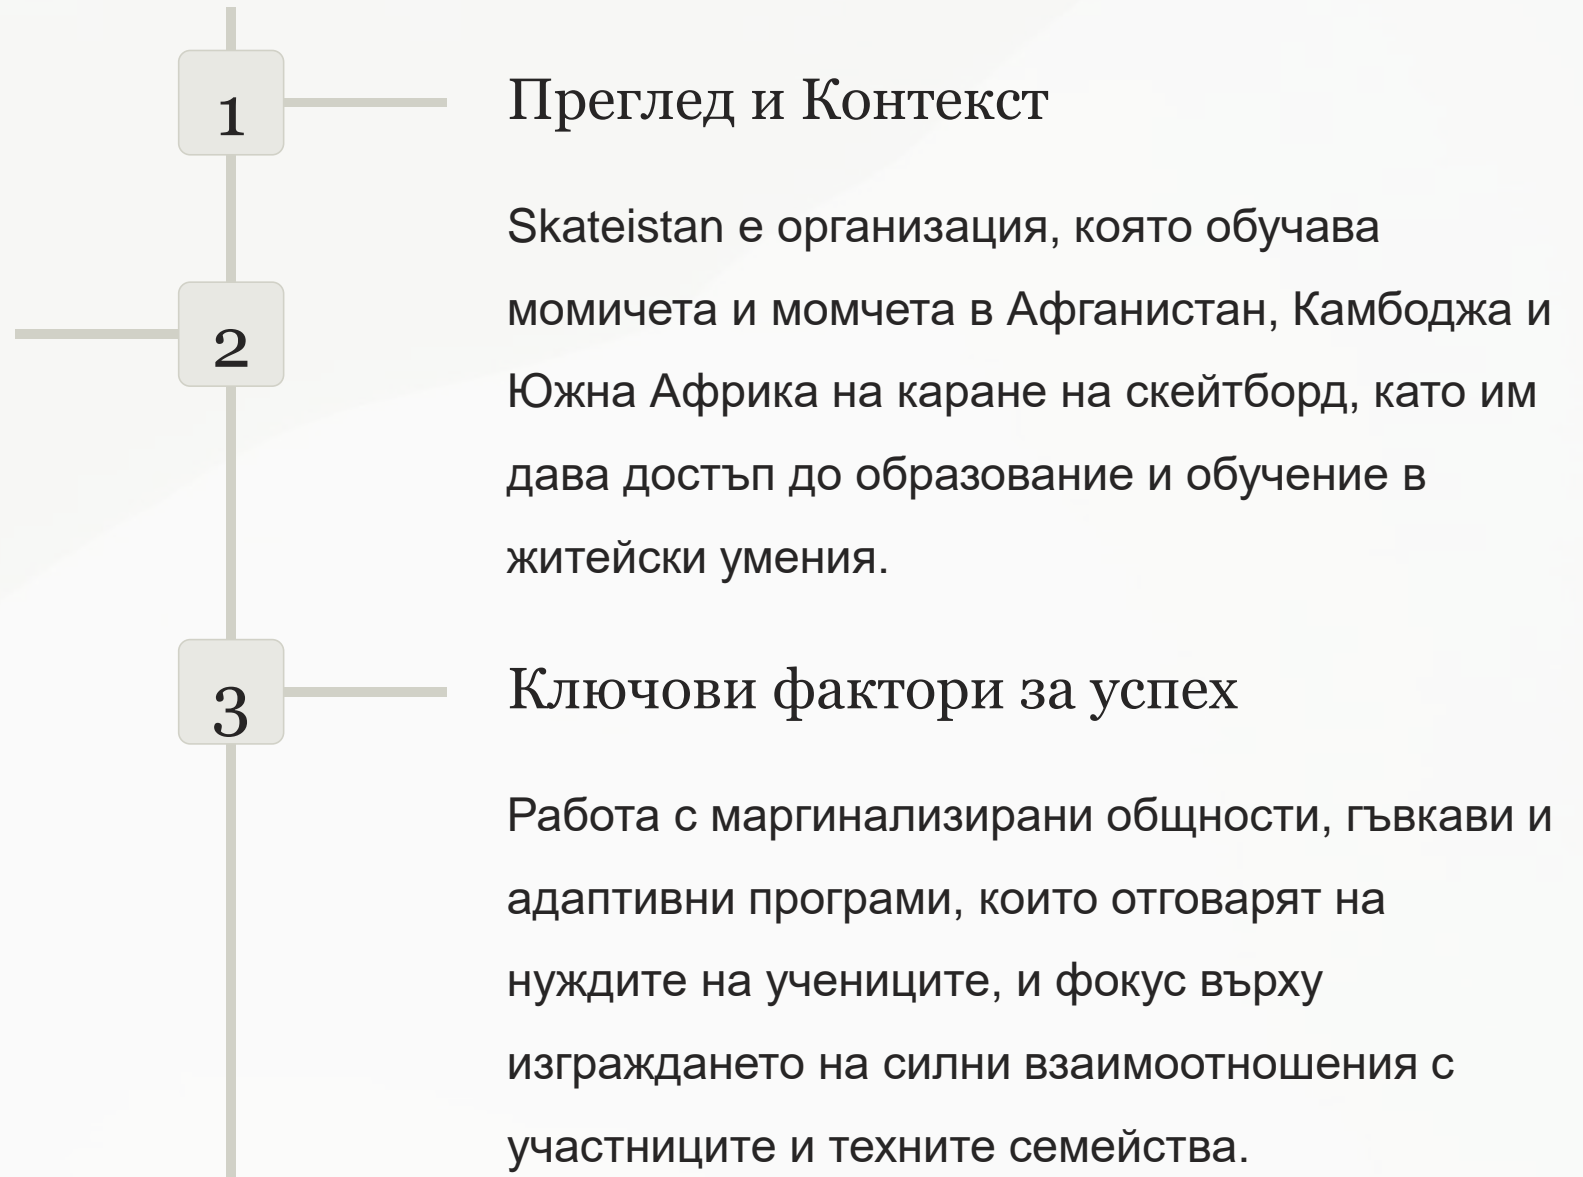 1
Преглед и Контекст
Skateistan е организация, която обучава
момичета и момчета в Афганистан, Камбоджа и
Южна Африка на каране на скейтборд, като им
дава достъп до образование и обучение в
житейски умения.
2
3
Ключови фактори за успех
Работа с маргинализирани общности, гъвкави и
адаптивни програми, които отговарят на
нуждите на учениците, и фокус върху
изграждането на силни взаимоотношения с
участниците и техните семейства.